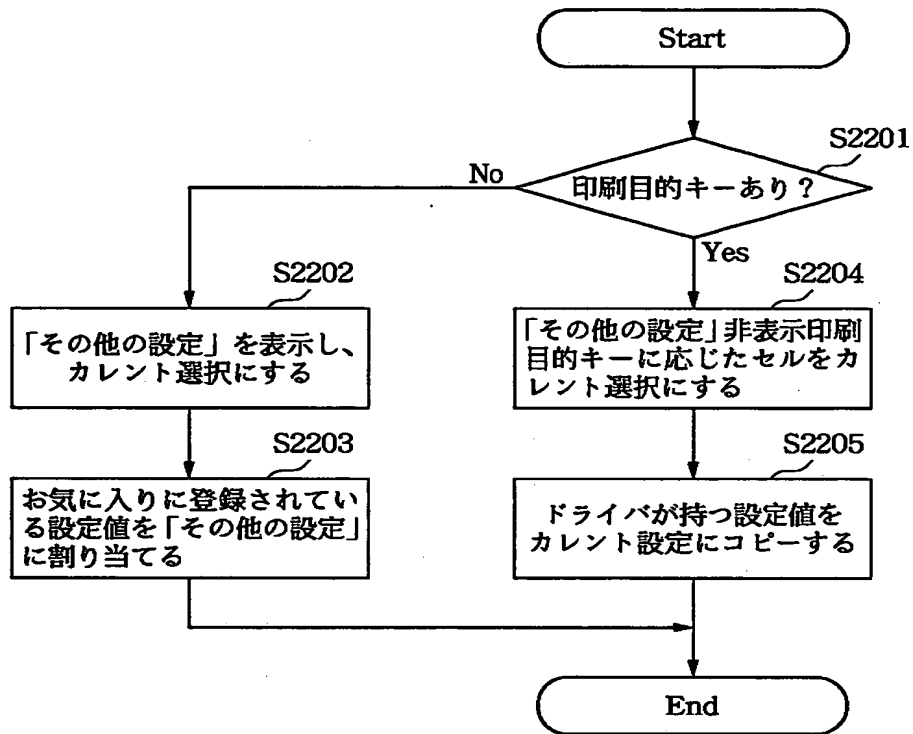 Start
S2201
印刷目的キーあり?
No
Yes
S2202
「その他の設定」を表示し、
カレント選択にする
S2203
お気に入りに登録されてい
る設定値を「その他の設定」
に割り当てる
S2204
「その他の設定」非表示印刷
目的キーに応じたセルをカ
レント選択にする
S2205
ドライバが持つ設定値を
カレント設定にコピーする
End